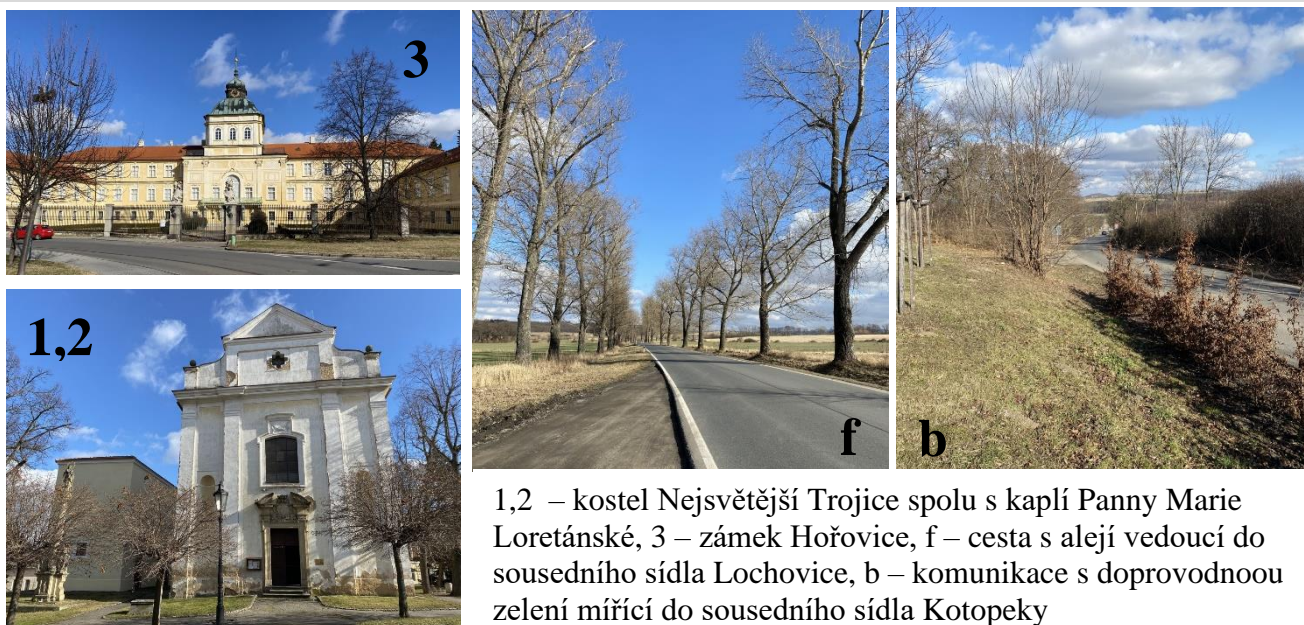 3
1,2
f
b
1,2 – kostel Nejsvětější Trojice spolu s kaplí Panny Marie
Loretánské, 3 – zámek Hořovice, f – cesta s alejí vedoucí do
sousedního sídla Lochovice, b – komunikace s doprovodnoou
zelení mířící do sousedního sídla Kotopeky